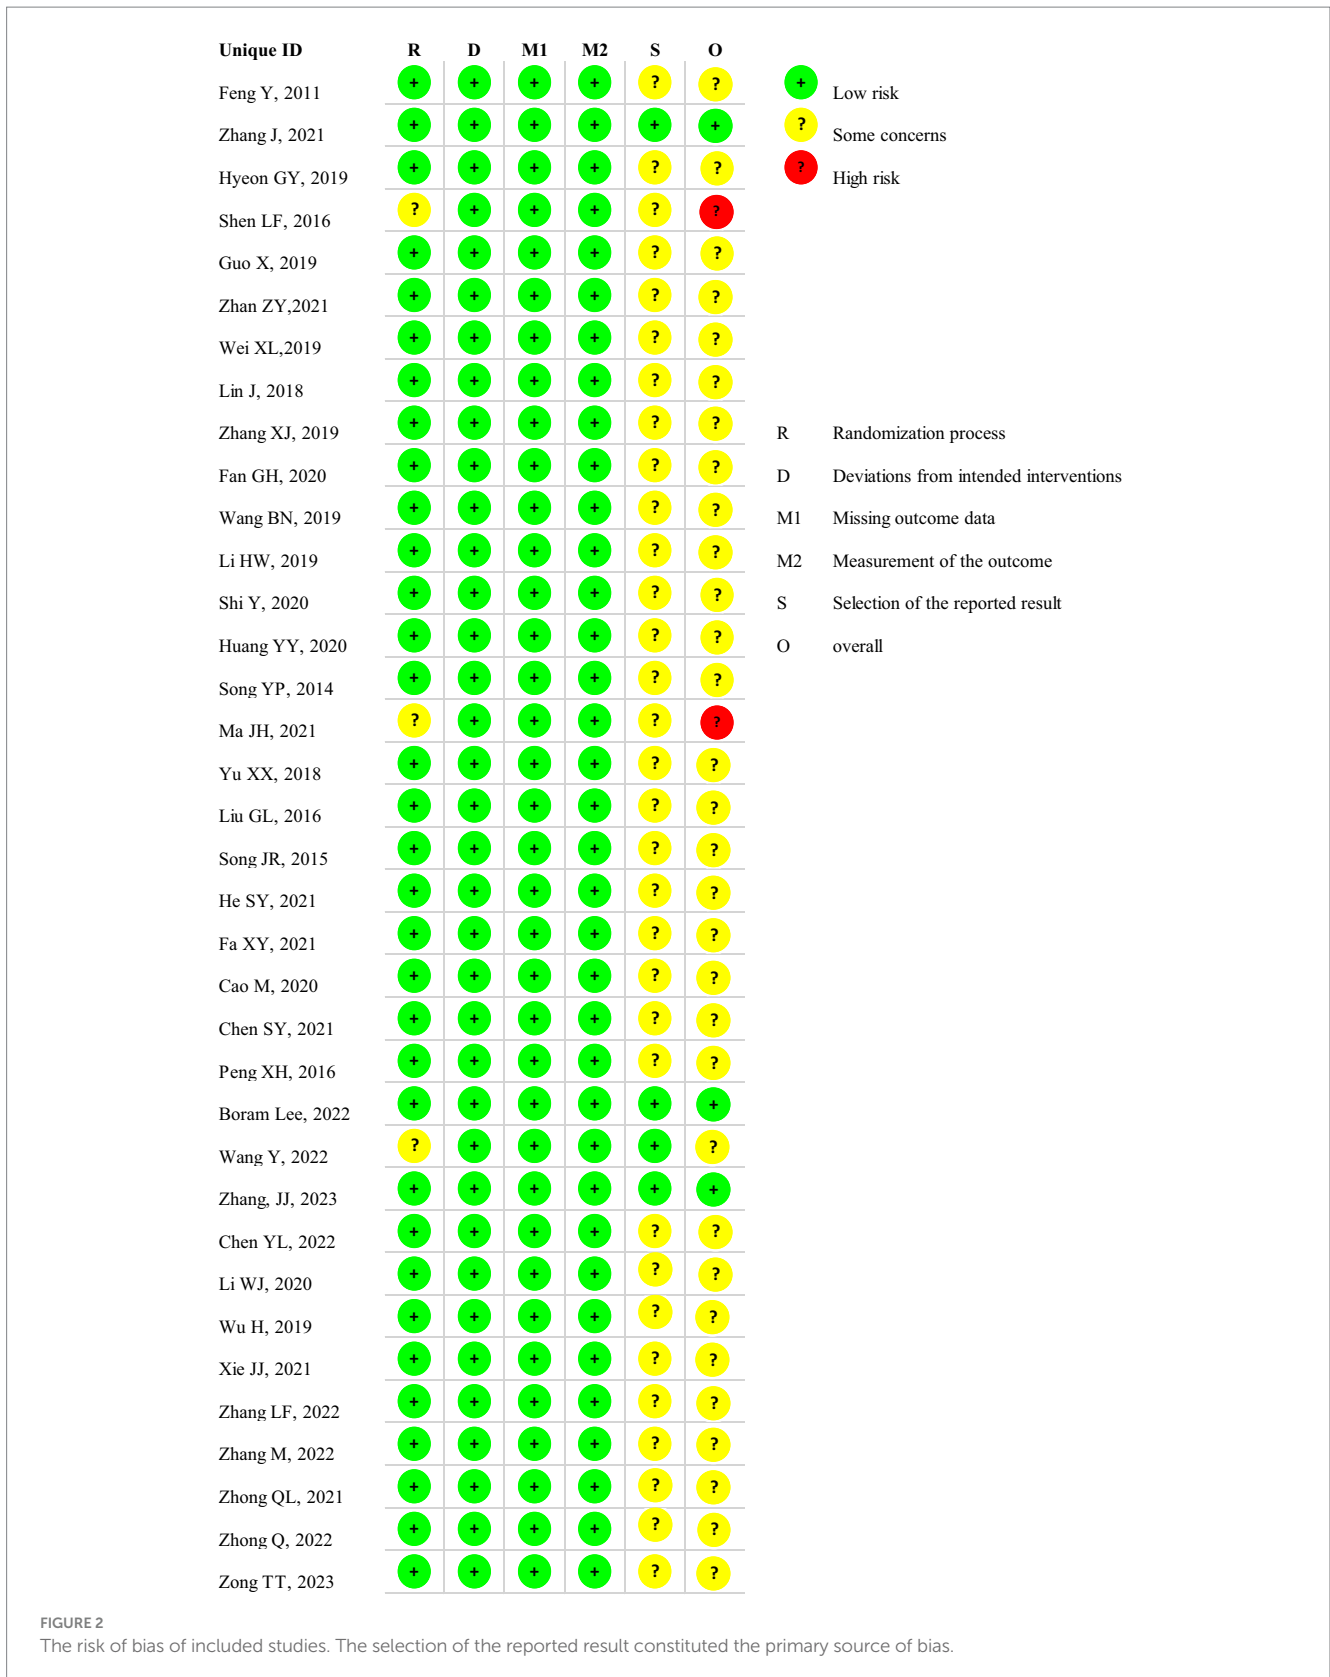 Unique ID R D M1 M2 S O
Feng Y, 2011 + + + + ? ?
Zhang J, 2021 + + + + + +
Hyeon GY, 2019 + + + + ? ?
Shen LF, 2016 ? + + + ? ?
Guo X, 2019 + + + + ? ?
Zhan ZY,2021 + + + + ? ?
Wei XL,2019 + + + + ? ?
Lin J, 2018 + + + + ? ?
Zhang XJ, 2019 + + + + ? ?
Fan GH, 2020 + + + + ? ?
Wang BN, 2019 + + + + ? ?
Li HW, 2019 + + + + ? ?
Shi Y, 2020 + + + + ? ?
Huang YY, 2020 + + + + ? ?
Song YP, 2014 + + + + ? ?
Ma JH, 2021 ? + + + ? ?
Yu XX, 2018 + + + + ? ?
Liu GL, 2016 + + + + ? ?
Song JR, 2015 + + + + ? ?
He SY, 2021 + + + + ? ?
Fa XY, 2021 + + + + ? ?
Cao M, 2020 + + + + ? ?
Chen SY, 2021 + + + + ? ?
Peng XH, 2016 + + + + ? ?
Boram Lee, 2022 + + + + + +
Wang Y, 2022 ? + + + + ?
Zhang, JJ, 2023 + + + + + +
Chen YL, 2022 + + + + ? ?
Li WJ, 2020 + + + + ? ?
Wu H, 2019 + + + + ? ?
Xie JJ, 2021 + + + + ? ?
Zhang LF, 2022 + + + + ? ?
Zhang M, 2022 + + + + ? ?
Zhong QL, 2021 + + + + ? ?
Zhong Q, 2022 + + + + ? ?
Zong TT, 2023 + + + + ? ?
+ Low risk
? Some concerns
? High risk
R Randomization process
D Deviations from intended interventions
M1 Missing outcome data
M2 Measurement of the outcome
S Selection of the reported result
O overall
FIGURE 2
The risk of bias of included studies. The selection of the reported result constituted the primary source of bias.